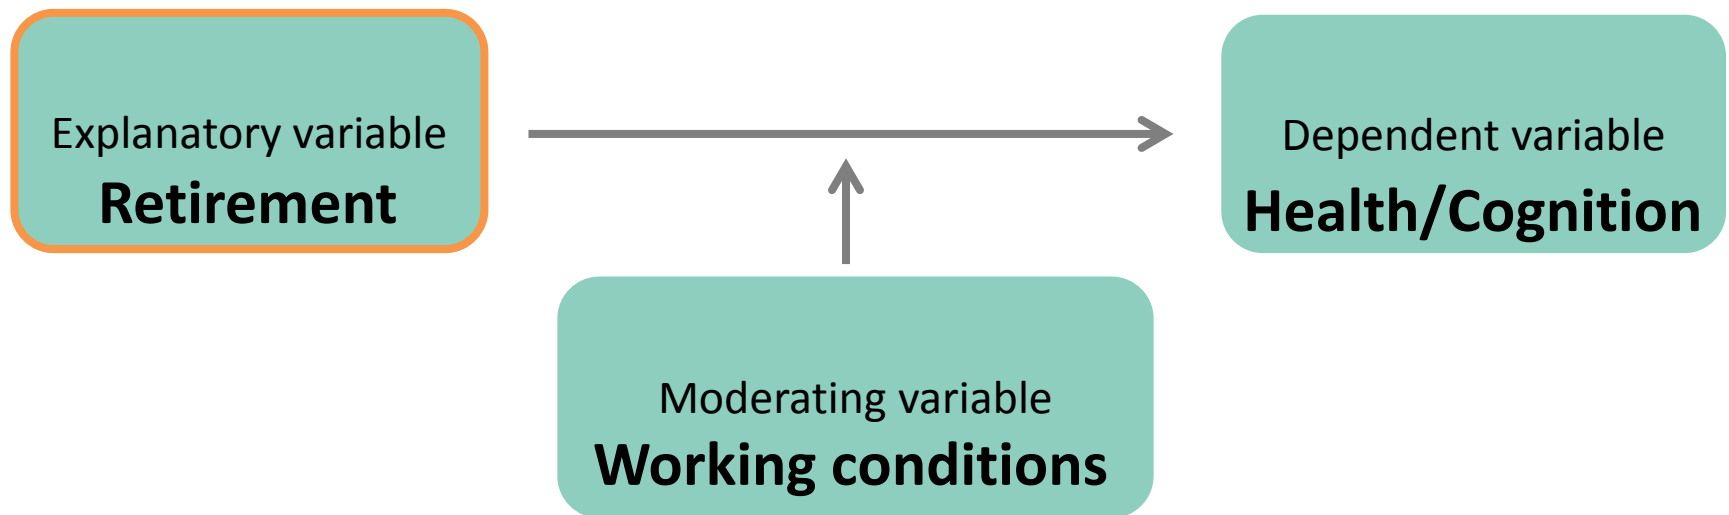 Explanatory variable
Retirement
Dependent variable
Health/Cognition
Moderating variable
Working conditions